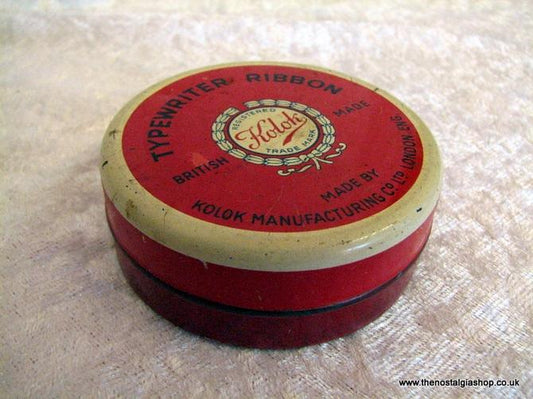 TYPEWRITER RIBBON
REGISTERED
Kolok
TRADE MARK
BRITISH MADE
MADE BY
KOLOK MANUFACTURING CO. LTD LONDON ENG.
www.thenostalgiashop.co.uk